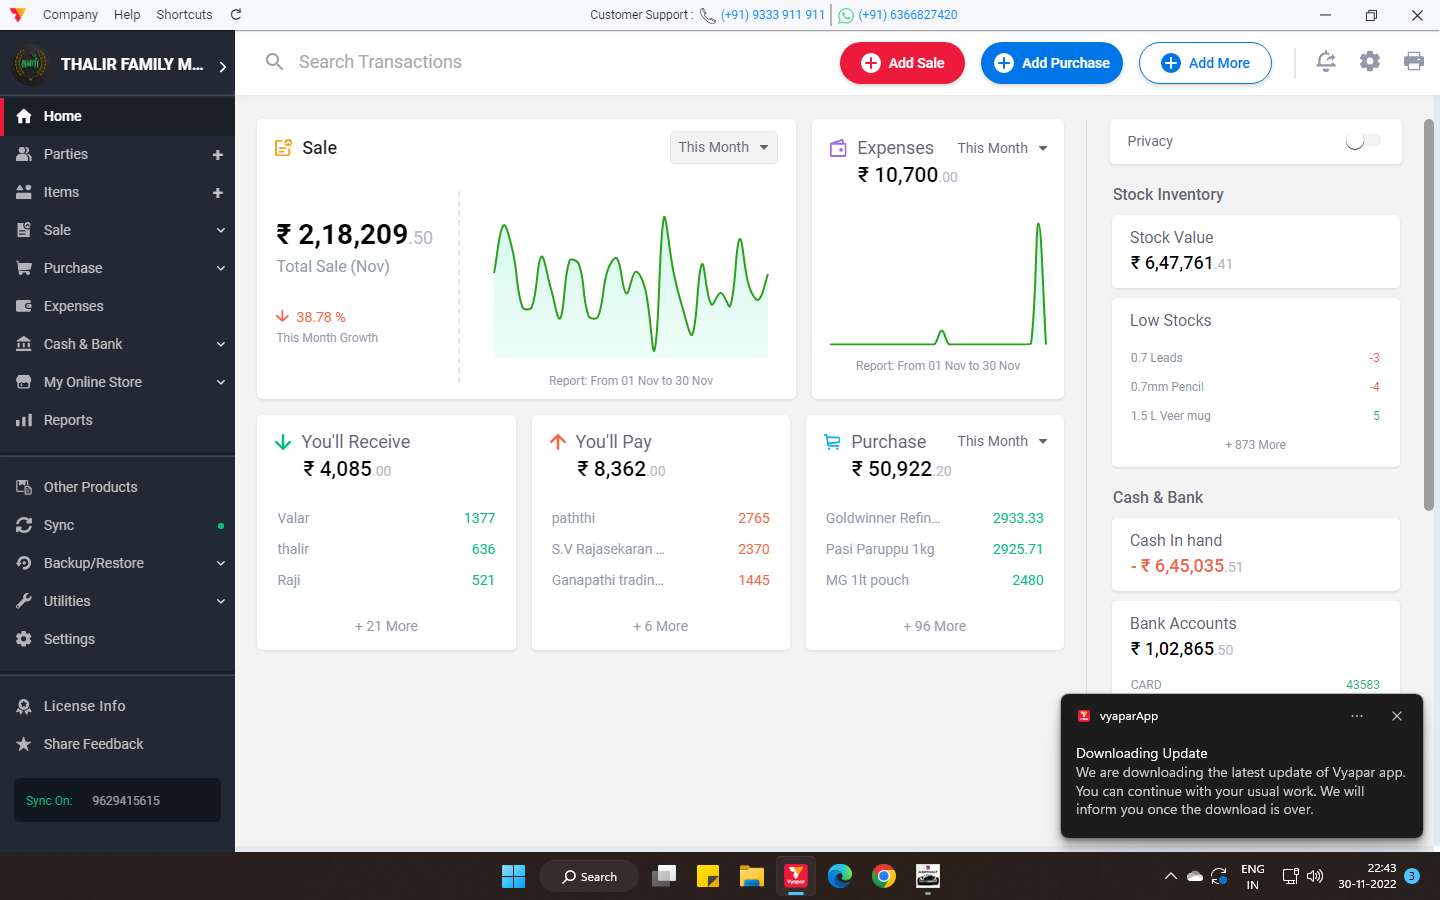 Company Help Shortcuts
Customer Support : (+91) 9333 911 911 (+91) 6366827420
THALIR FAMILY M...
Search Transactions
Add Sale
Add Purchase
Add More
Home
Parties
Items
Sale
Purchase
Expenses
Cash & Bank
My Online Store
Reports
Other Products
Sync
Backup/Restore
Utilities
Settings
License Info
Share Feedback
Sync On: 9629415615
Sale
This Month
₹ 2,18,209.50
Total Sale (Nov)
38.78 %
This Month Growth
Report: From 01 Nov to 30 Nov
Expenses This Month
₹ 10,700.00
Report: From 01 Nov to 30 Nov
You'll Receive
₹ 4,085.00
Valar 1377
thalir 636
Raji 521
+ 21 More
You'll Pay
₹ 8,362.00
paththi 2765
S.V Rajasekaran ... 2370
Ganapathi tradin... 1445
+ 6 More
Purchase This Month
₹ 50,922.20
Goldwinner Refin... 2933.33
Pasi Paruppu 1kg 2925.71
MG 1lt pouch 2480
+ 96 More
Privacy
Stock Inventory
Stock Value
₹ 6,47,761.41
Low Stocks
0.7 Leads -3
0.7mm Pencil -4
1.5 L Veer mug 5
+ 873 More
Cash & Bank
Cash In hand
- ₹ 6,45,035.51
Bank Accounts
₹ 1,02,865.50
CARD 43583
vyaparApp
Downloading Update
We are downloading the latest update of Vyapar app.
You can continue with your usual work. We will
inform you once the download is over.
Search
Vyapar
ENG
IN
22:43
30-11-2022
3